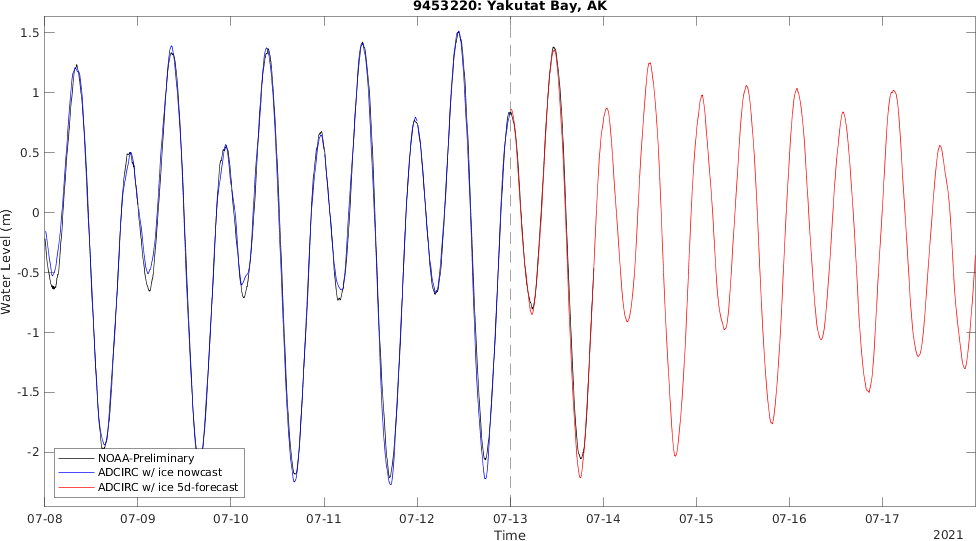 9453220: Yakutat Bay, AK
Water Level (m)
1.5
1
0.5
0
-0.5
-1
-1.5
-2
NOAA-Preliminary
ADCIRC w/ ice nowcast
ADCIRC w/ ice 5d-forecast
07-08 07-09 07-10 07-11 07-12 07-13 07-14 07-15 07-16 07-17
Time
2021